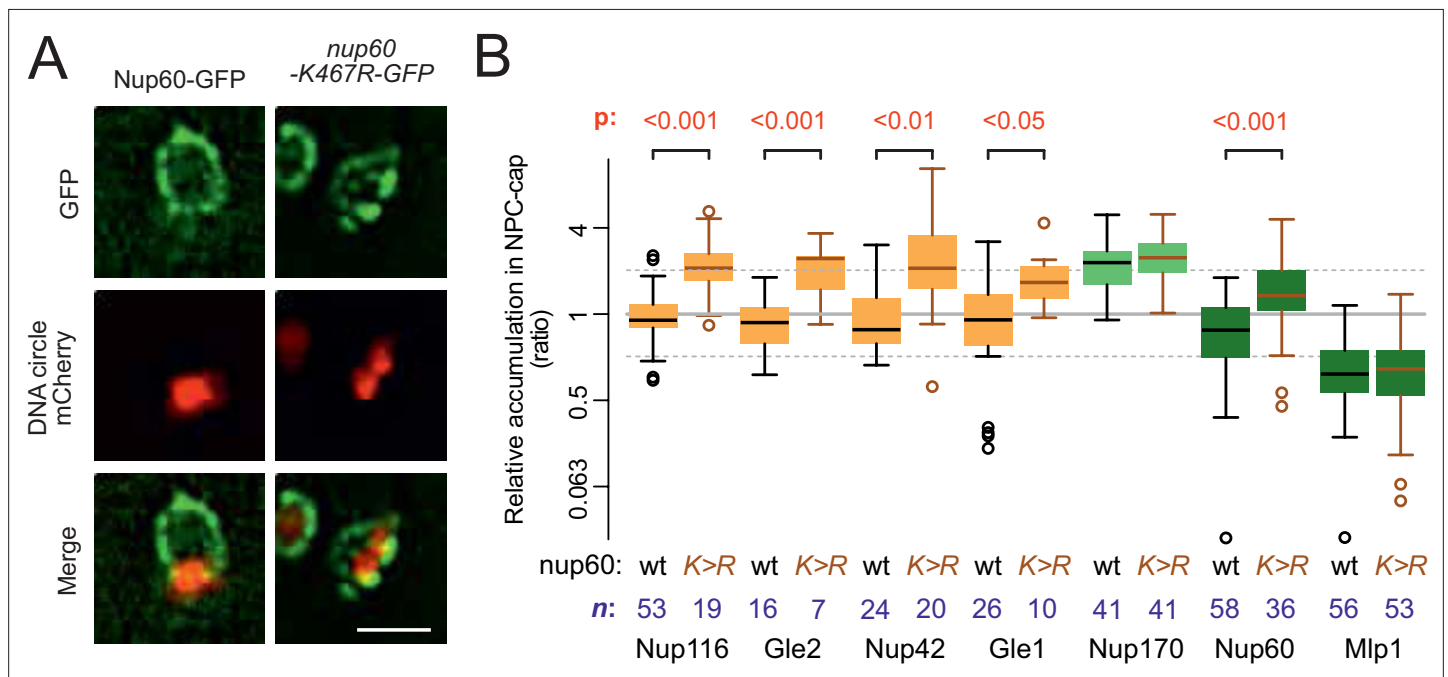 A
B
Nup60-GFP
nup60
-K467R-GFP
GFP
DNA circle
mCherry
Merge
p: <0.001 <0.001 <0.01 <0.05 <0.001
Relative accumulation in NPC-cap
(ratio)
4
1
0.5
0.063
nup60: wt K>R wt K>R wt K>R wt K>R wt K>R wt K>R wt K>R
n: 53 19 16 7 24 20 26 10 41 41 58 36 56 53
Nup116 Gle2 Nup42 Gle1 Nup170 Nup60 Mlp1